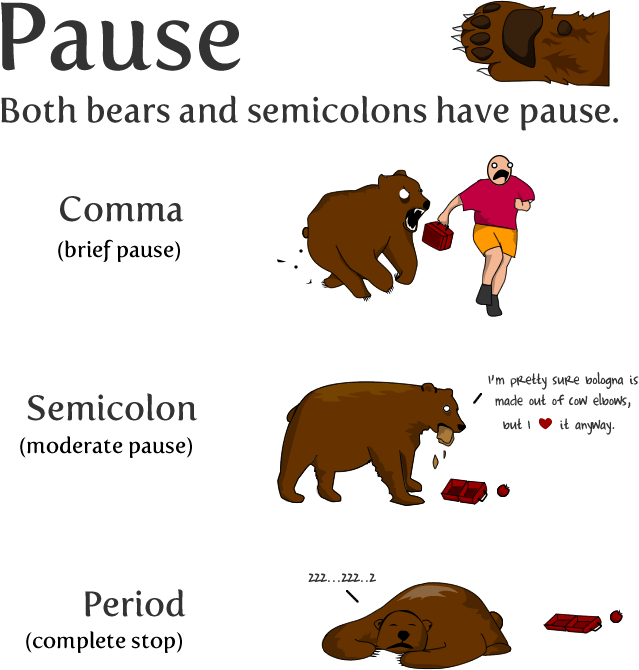 Pause
Both bears and semicolons have pause.
Comma
(brief pause)
Semicolon
(moderate pause)
I'm pretty sure bologna is
made out of cow elbows,
but I ❤ it anyway.
zzz...zzz..z
Period
(complete stop)